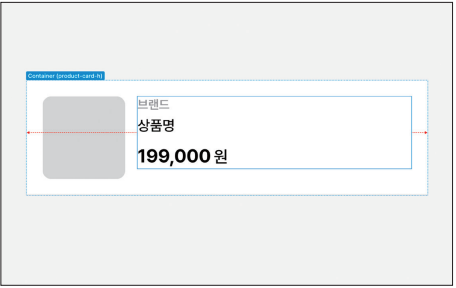 Container (product-card-h)
브랜드
상품명
199,000 원